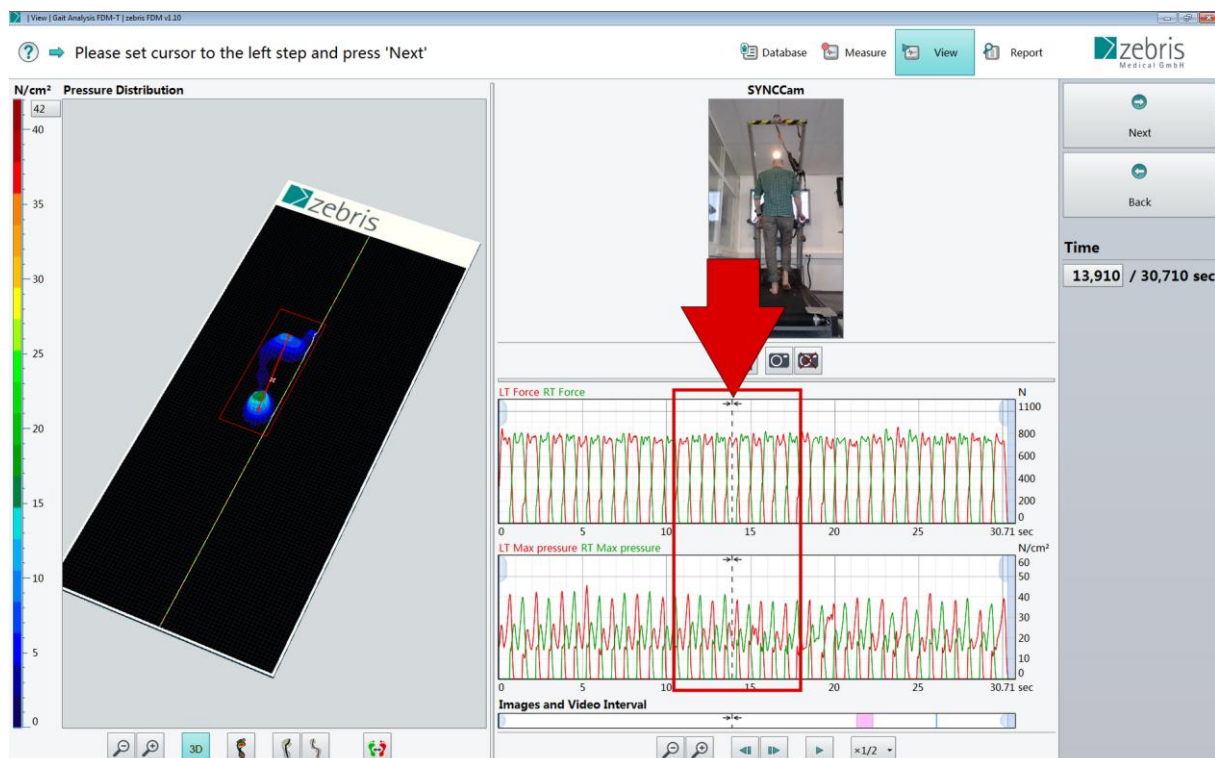 | View | Gait Analysis FDM-T | zebris FDM v1.10
Please set cursor to the left step and press 'Next'
Database
Measure
View
Report
zebris
Medical GmbH
N/cm² Pressure Distribution
42
40
35
30
25
20
15
10
5
0
zebris
3D
SYNCCam
LT Force RT Force
N
1100
800
600
400
200
0
0 5 10 15 20 25 30.71 sec
LT Max pressure RT Max pressure
N/cm²
60
50
40
30
20
10
0
0 5 10 15 20 25 30.71 sec
Images and Video Interval
×1/2
Next
Back
Time
13,910 / 30,710 sec